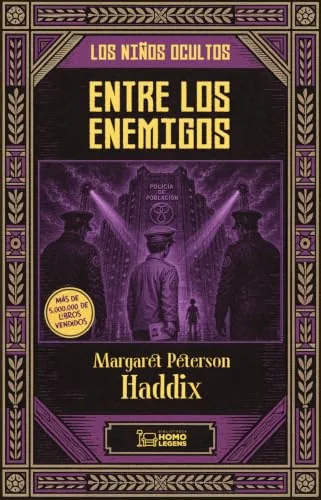 LOS NIÑOS OCULTOS
ENTRE LOS
ENEMIGOS
POLICÍA
DE
POBLACIÓN
MÁS DE
5.000.000 DE
LIBROS
VENDIDOS
Margaret Peterson
Haddix
BIBLIOTHECA
HOMO
LEGENS